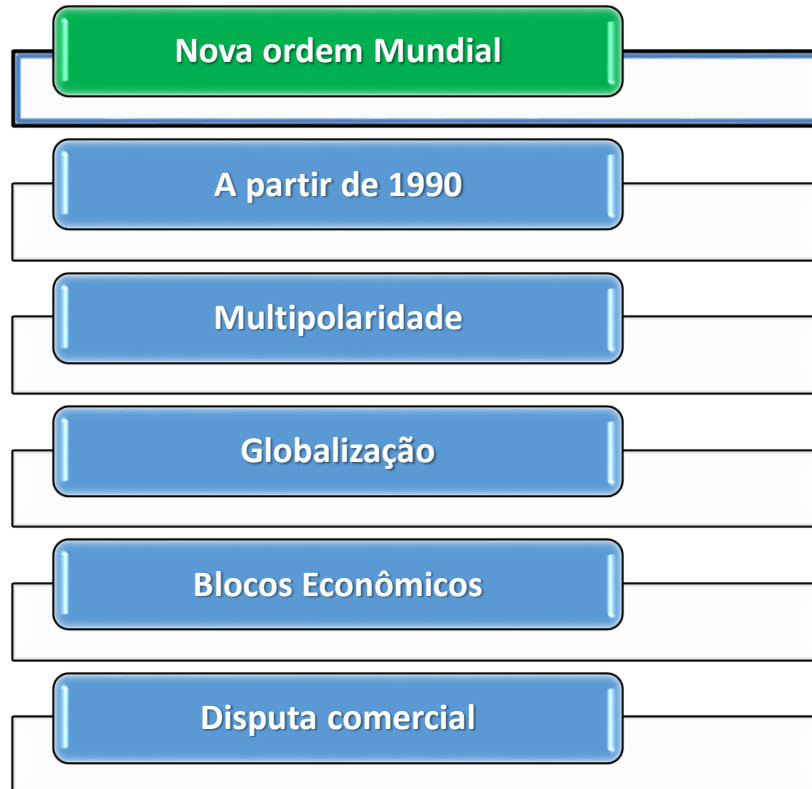 Nova ordem Mundial
A partir de 1990
Multipolaridade
Globalização
Blocos Econômicos
Disputa comercial